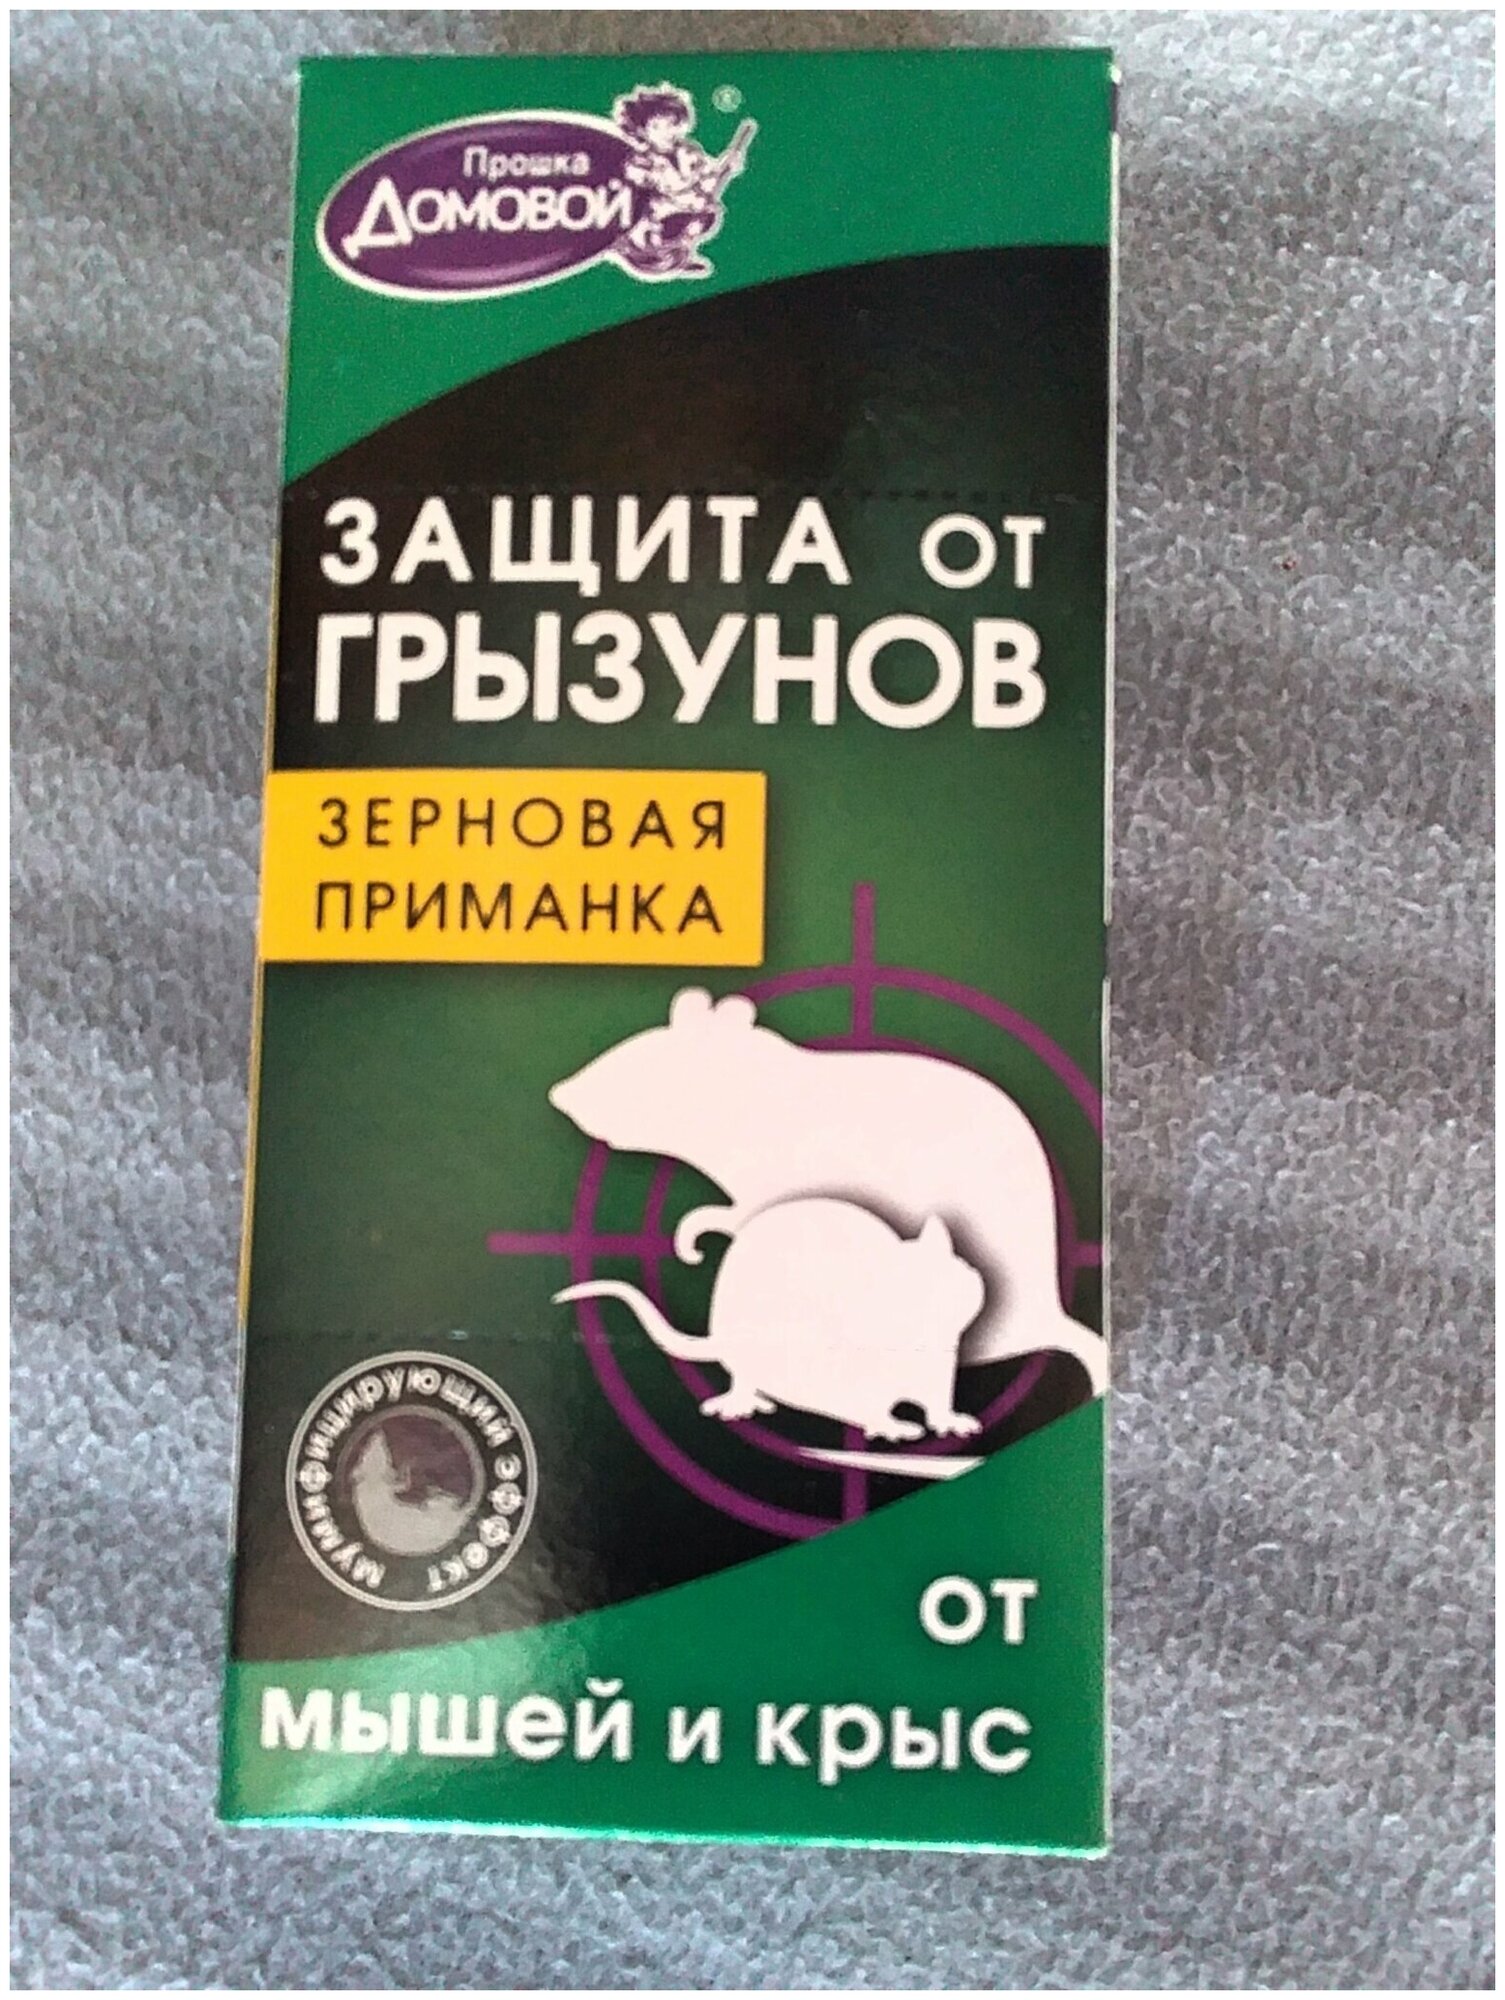 Прошка
ДОМОВОЙ
®
ЗАЩИТА ОТ
ГРЫЗУНОВ
ЗЕРНОВАЯ
ПРИМАНКА
мумифицирующий эффект
от
мышей и крыс